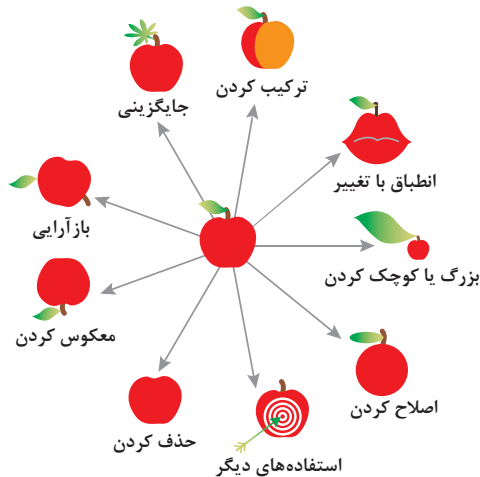 ترکیب کردن
جایگزینی
انطباق با تغییر
بازآرایی
بزرگ یا کوچک کردن
معکوس کردن
اصلاح کردن
حذف کردن
استفاده‌های دیگر